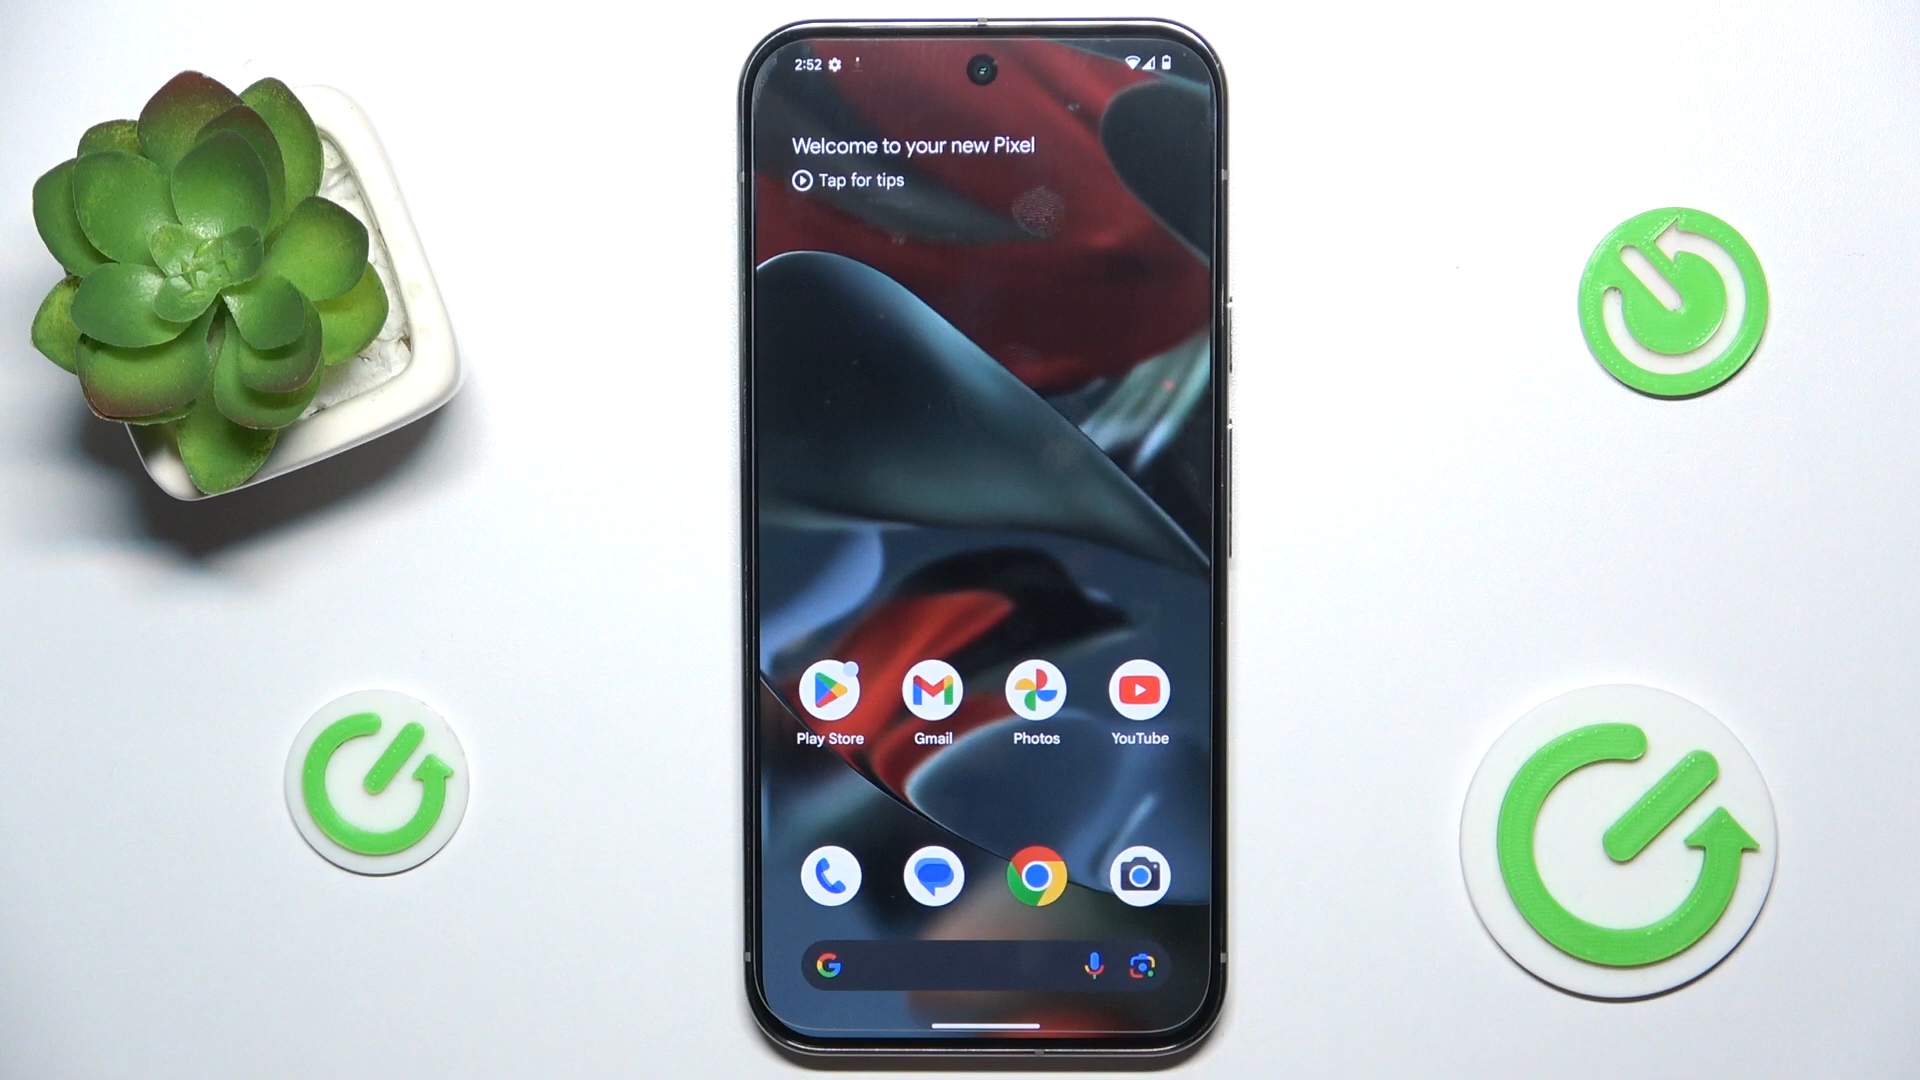 2:52
Welcome to your new Pixel
Tap for tips
Play Store
Gmail
Photos
YouTube